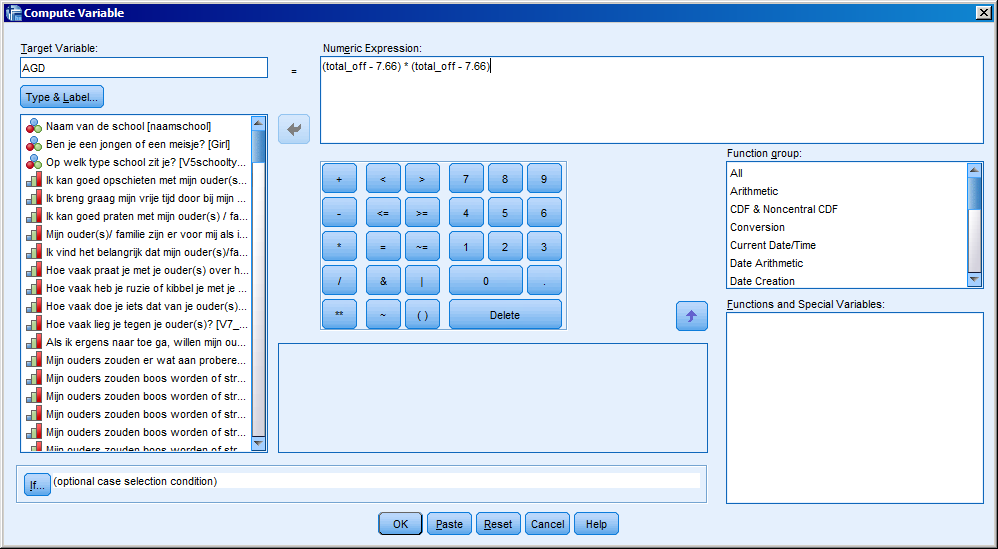 Compute Variable
Target Variable:
AGD
=
Type & Label...
Numeric Expression:
(total_off - 7.66) * (total_off - 7.66)
Naam van de school [naamschool]
Ben je een jongen of een meisje? [Girl]
Op welk type school zit je? [V5schoolty...
Ik kan goed opschieten met mijn ouder(s...
Ik breng graag mijn vrije tijd door bij mijn ...
Ik kan goed praten met mijn ouder(s) / fa...
Mijn ouder(s)/ familie zijn er voor mij als i...
Ik vind het belangrijk dat mijn ouder(s)/fa...
Hoe vaak praat je met je ouder(s) over h...
Hoe vaak heb je ruzie of kibbel je met je ...
Hoe vaak doe je iets dat van je ouder(s)...
Hoe vaak lieg je tegen je ouder(s)? [V7_...
Als ik ergens naar toe ga, willen mijn ou...
Mijn ouders zouden er wat aan probere...
Mijn ouders zouden boos worden of str...
Mijn ouders zouden boos worden of str...
Mijn ouders zouden boos worden of str...
Mijn ouders zouden boos worden of str...
Mijn ouders zouden boos worden of str...
+ < > 7 8 9
- <= >= 4 5 6
* = ~= 1 2 3
/ & | 0 .
** ~ ( ) Delete
Function group:
All
Arithmetic
CDF & Noncentral CDF
Conversion
Current Date/Time
Date Arithmetic
Date Creation
Functions and Special Variables:
If... (optional case selection condition)
OK Paste Reset Cancel Help